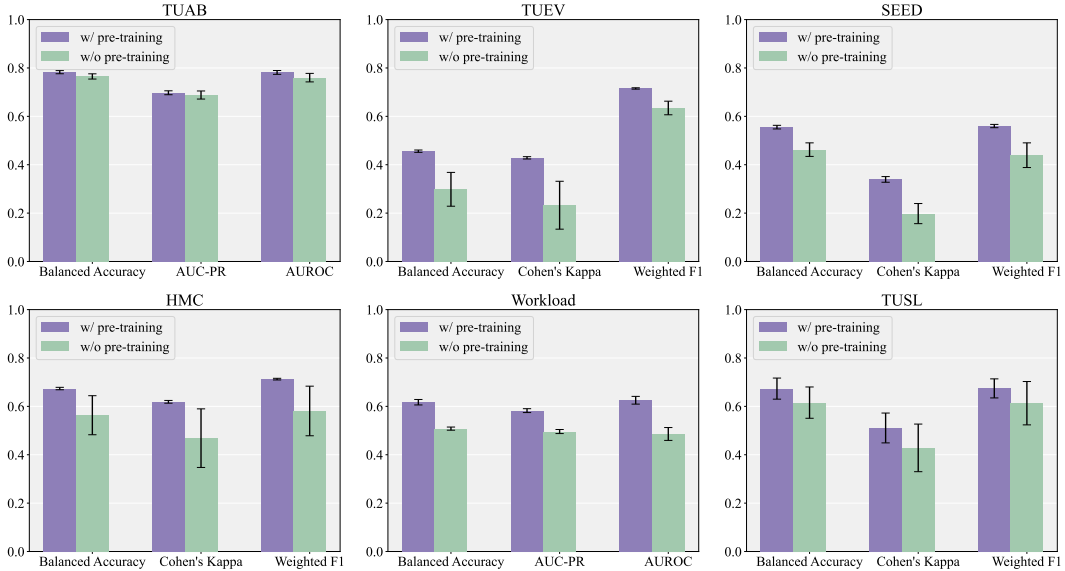 TUAB
1.0
0.8
0.6
0.4
0.2
0.0
w/ pre-training
w/o pre-training
Balanced Accuracy AUC-PR AUROC
TUEV
1.0
0.8
0.6
0.4
0.2
0.0
w/ pre-training
w/o pre-training
Balanced Accuracy Cohen's Kappa Weighted F1
SEED
1.0
0.8
0.6
0.4
0.2
0.0
w/ pre-training
w/o pre-training
Balanced Accuracy Cohen's Kappa Weighted F1
HMC
1.0
0.8
0.6
0.4
0.2
0.0
w/ pre-training
w/o pre-training
Balanced Accuracy Cohen's Kappa Weighted F1
Workload
1.0
0.8
0.6
0.4
0.2
0.0
w/ pre-training
w/o pre-training
Balanced Accuracy AUC-PR AUROC
TUSL
1.0
0.8
0.6
0.4
0.2
0.0
w/ pre-training
w/o pre-training
Balanced Accuracy Cohen's Kappa Weighted F1